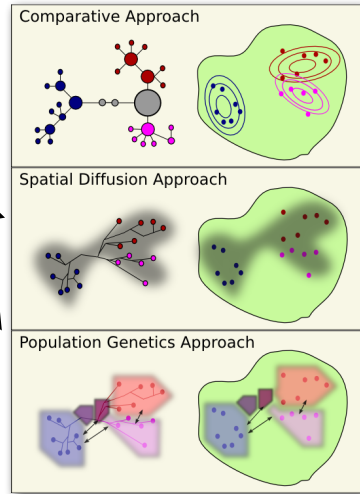 Comparative Approach
Spatial Diffusion Approach
Population Genetics Approach